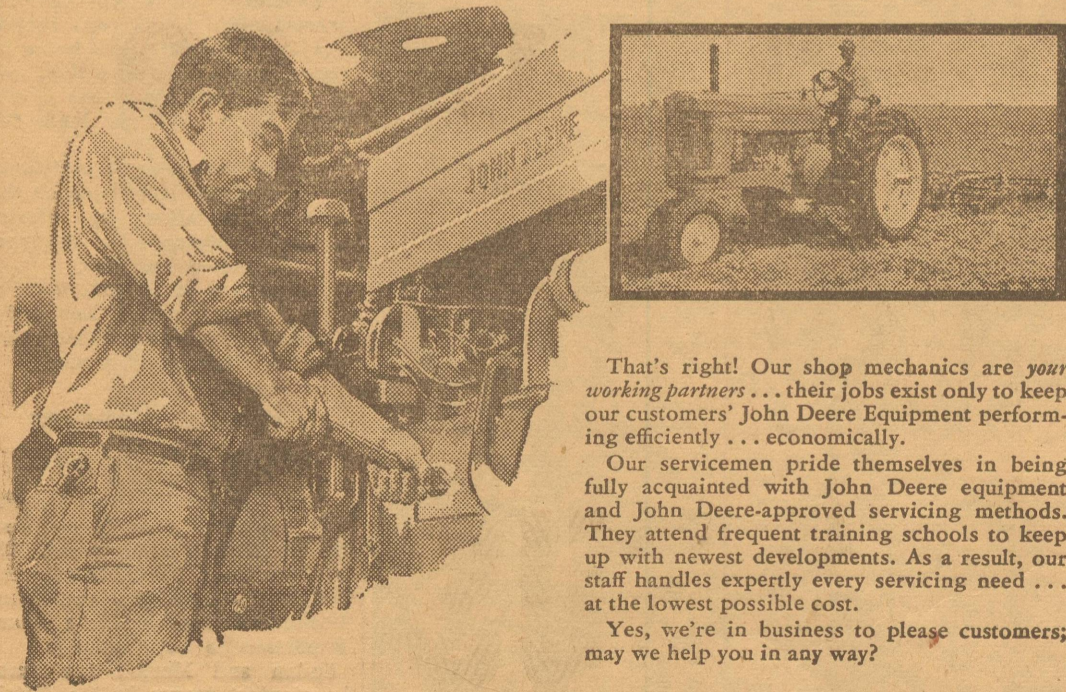 JOHN DEERE
That's right! Our shop mechanics are your
working partners . . . their jobs exist only to keep
our customers' John Deere Equipment perform-
ing efficiently . . . economically.
Our servicemen pride themselves in being
fully acquainted with John Deere equipment
and John Deere-approved servicing methods.
They attend frequent training schools to keep
up with newest developments. As a result, our
staff handles expertly every servicing need . . .
at the lowest possible cost.
Yes, we're in business to please customers;
may we help you in any way?